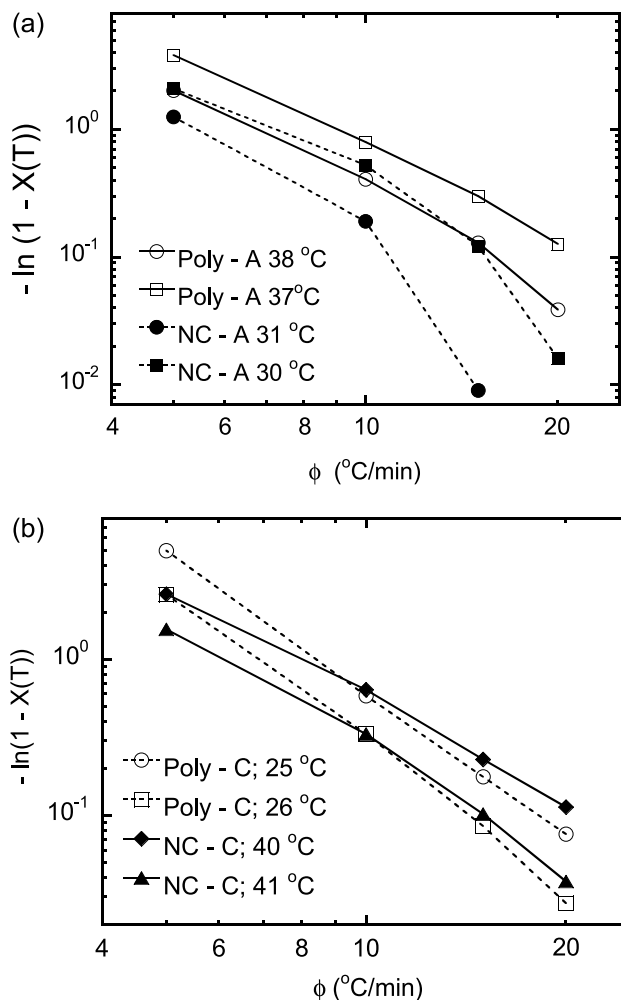 (a)
- ln (1 - X(T))
10^0
10^-1
10^-2
Poly - A 38 °C
Poly - A 37°C
NC - A 31 °C
NC - A 30 °C
4 6 8 10 20
ϕ (°C/min)
(b)
- ln(1 - X(T))
10^0
10^-1
Poly - C; 25 °C
Poly - C; 26 °C
NC - C; 40 °C
NC - C; 41 °C
4 6 8 10 20
ϕ (°C/min)